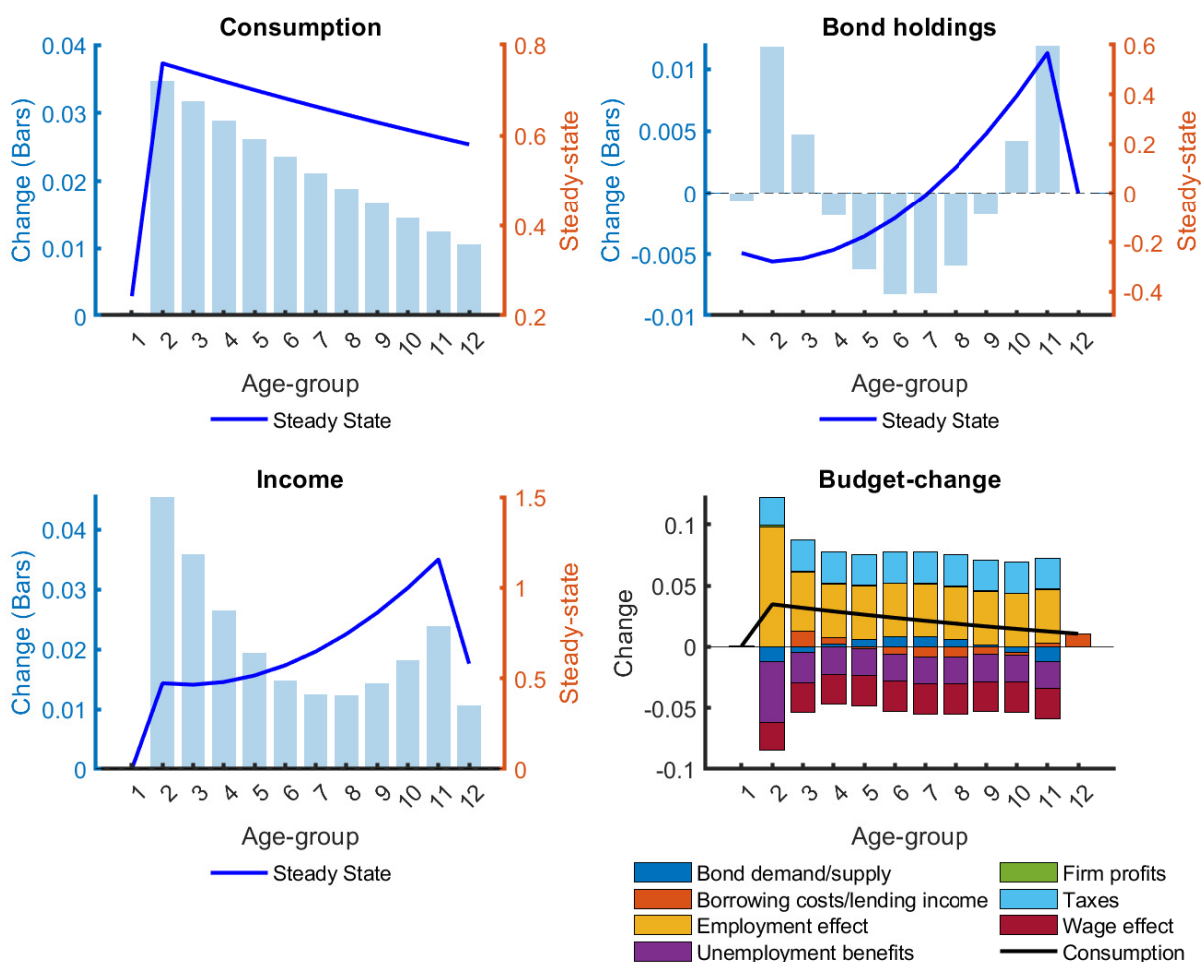 Consumption
Change (Bars)
0.04
0.03
0.02
0.01
0
0.8
0.6
0.4
0.2
Steady-state
1 2 3 4 5 6 7 8 9 10 11 12
Age-group
Steady State
Bond holdings
Change (Bars)
0.01
0.005
0
-0.005
-0.01
0.6
0.4
0.2
0
-0.2
-0.4
Steady-state
1 2 3 4 5 6 7 8 9 10 11 12
Age-group
Steady State
Income
Change (Bars)
0.04
0.03
0.02
0.01
0
1.5
1
0.5
0
Steady-state
1 2 3 4 5 6 7 8 9 10 11 12
Age-group
Steady State
Budget-change
Change
0.1
0.05
0
-0.05
-0.1
1 2 3 4 5 6 7 8 9 10 11 12
Age-group
Bond demand/supply
Borrowing costs/lending income
Employment effect
Unemployment benefits
Firm profits
Taxes
Wage effect
Consumption